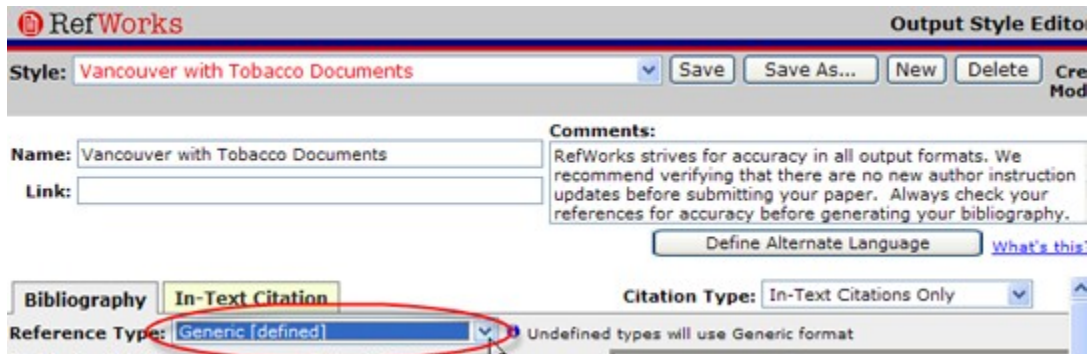 RefWorks Output Style Editor
Style: Vancouver with Tobacco Documents Save Save As... New Delete Cre
Mod
Comments:
Name: Vancouver with Tobacco Documents RefWorks strives for accuracy in all output formats. We
recommend verifying that there are no new author instruction
Link: updates before submitting your paper. Always check your
references for accuracy before generating your bibliography.
Define Alternate Language What's this?
Bibliography In-Text Citation Citation Type: In-Text Citations Only
Reference Type: Generic [defined] Undefined types will use Generic format